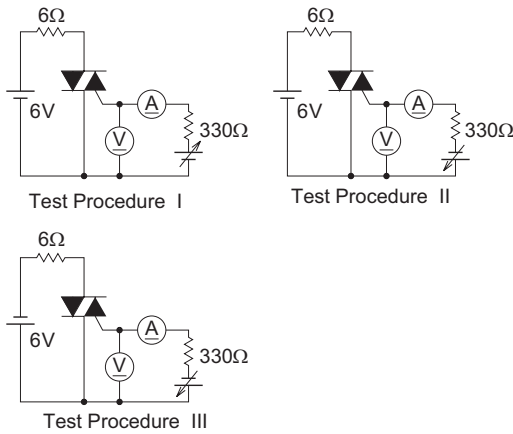 6Ω
6V
A
V
330Ω
Test Procedure I
6Ω
6V
A
V
330Ω
Test Procedure II
6Ω
6V
A
V
330Ω
Test Procedure III